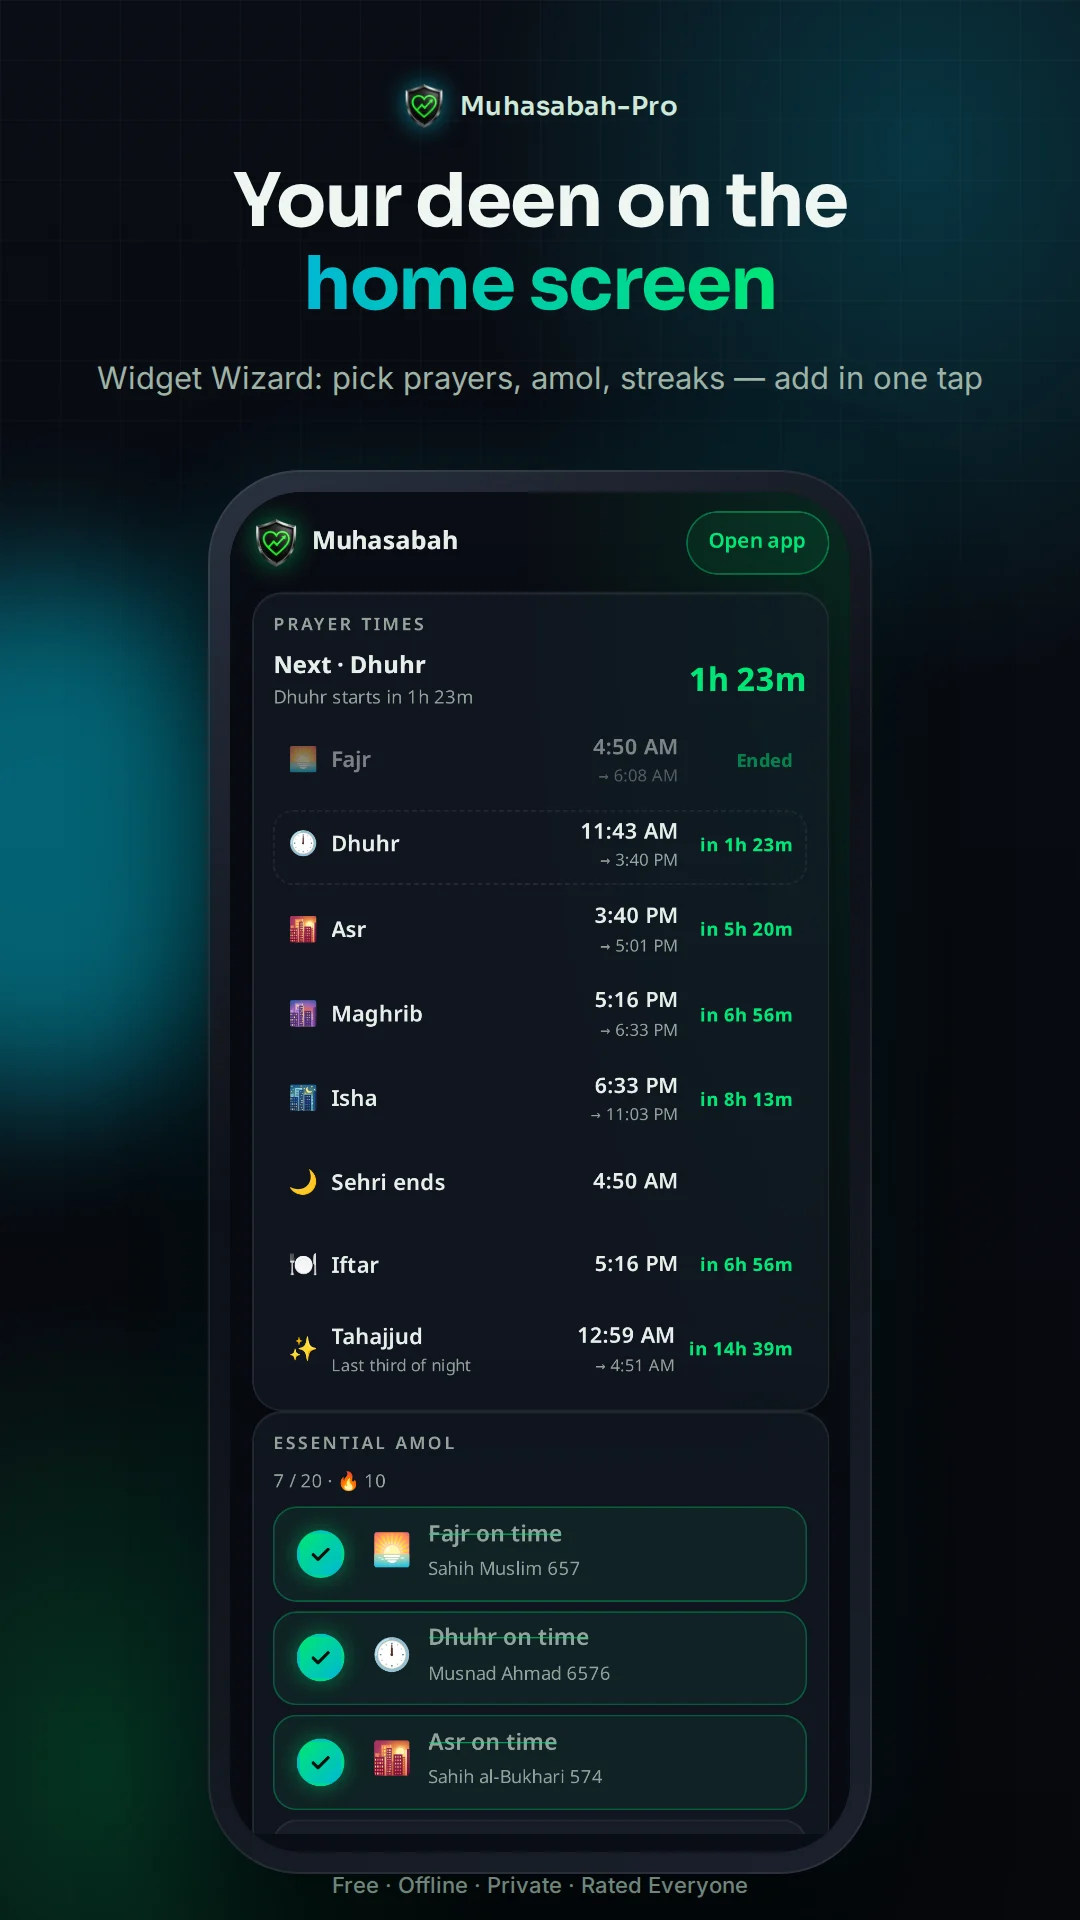 Muhasabah-Pro
Your deen on the
home screen
Widget Wizard: pick prayers, amol, streaks — add in one tap
Muhasabah
Open app
PRAYER TIMES
Next · Dhuhr
Dhuhr starts in 1h 23m
1h 23m
Fajr
4:50 AM
→ 6:08 AM
Ended
Dhuhr
11:43 AM
→ 3:40 PM
in 1h 23m
Asr
3:40 PM
→ 5:01 PM
in 5h 20m
Maghrib
5:16 PM
→ 6:33 PM
in 6h 56m
Isha
6:33 PM
→ 11:03 PM
in 8h 13m
Sehri ends
4:50 AM
Iftar
5:16 PM
in 6h 56m
Tahajjud
Last third of night
12:59 AM
→ 4:51 AM
in 14h 39m
ESSENTIAL AMOL
7 / 20 · 🔥 10
Fajr on time
Sahih Muslim 657
Dhuhr on time
Musnad Ahmad 6576
Asr on time
Sahih al-Bukhari 574
Free · Offline · Private · Rated Everyone